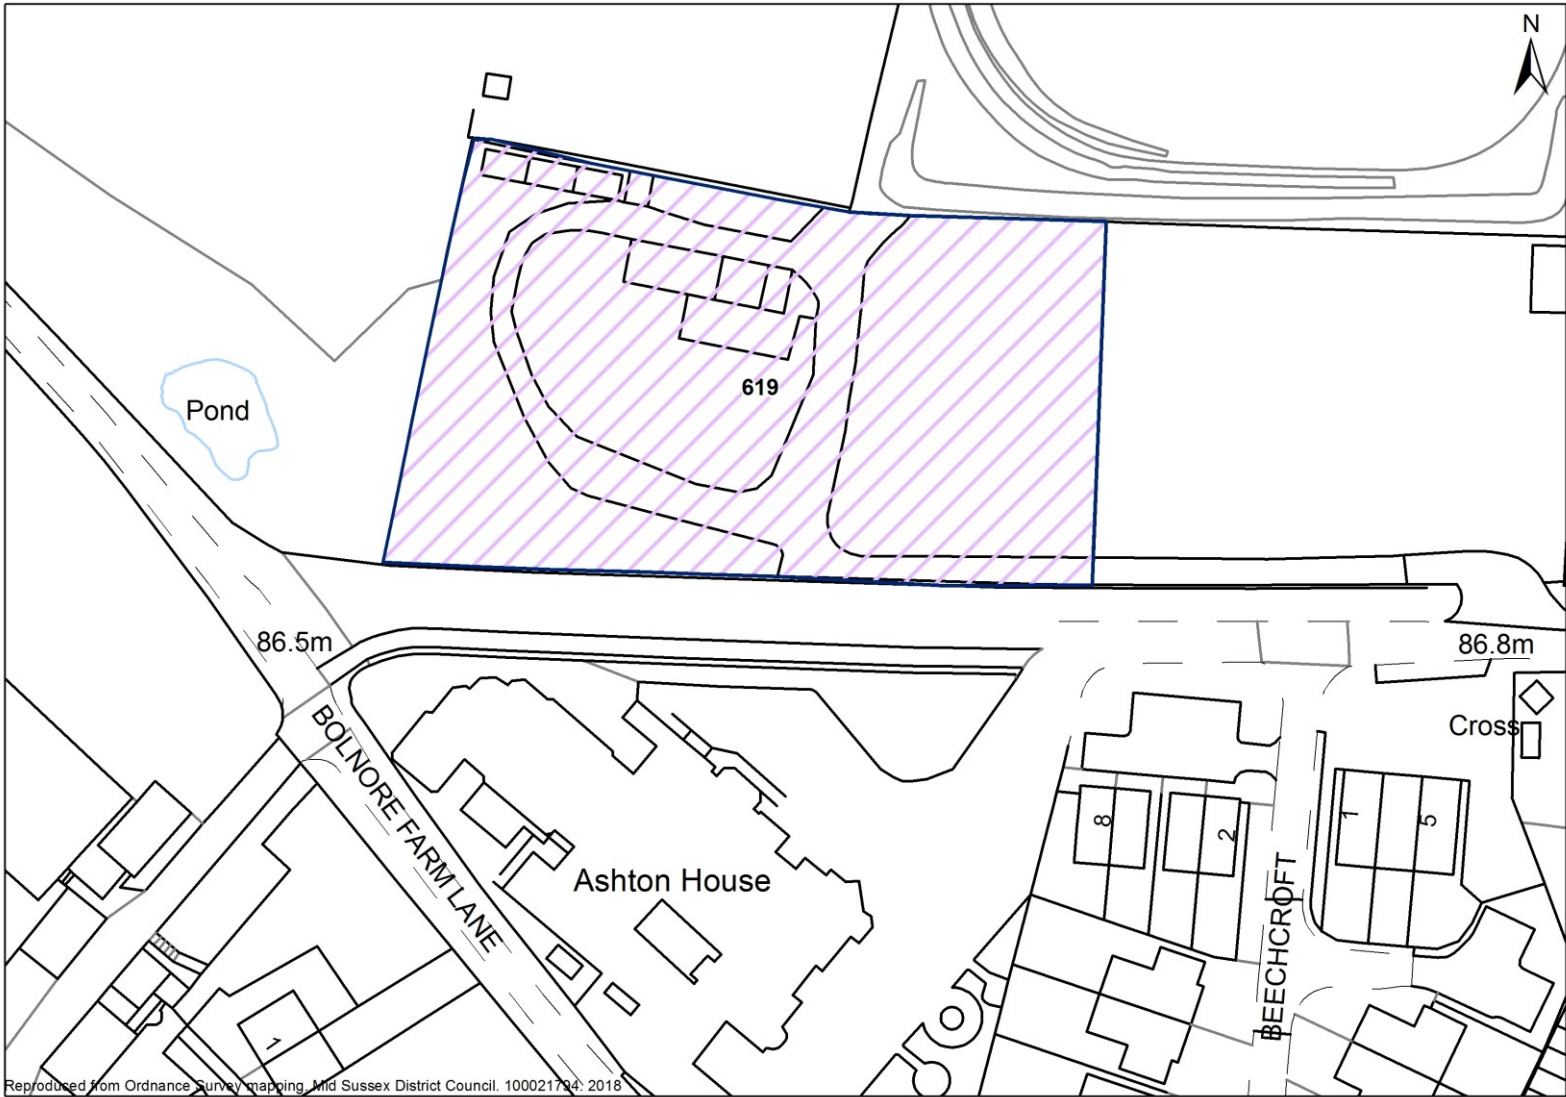 N
619
Pond
86.5m
86.8m
BOLNORE FARM LANE
Cross
8
2
1
5
Ashton House
BEECHCROFT
1
Reproduced from Ordnance Survey mapping. Mid Sussex District Council. 100021794: 2018